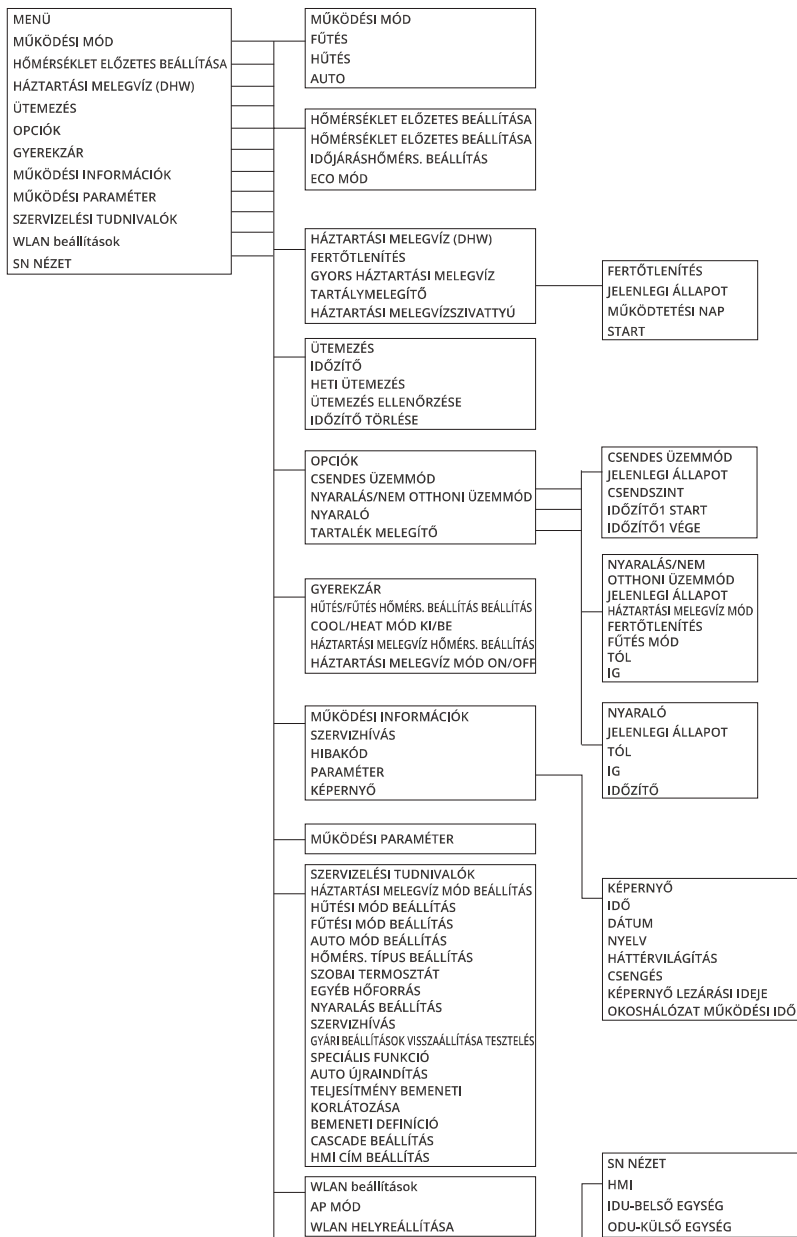 MENÜ
MŰKÖDÉSI MÓD
HŐMÉRSÉKLET ELŐZETES BEÁLLÍTÁSA
HÁZTARTÁSI MELEGVÍZ (DHW)
ÜTEMEZÉS
OPCIÓK
GYEREKZÁR
MŰKÖDÉSI INFORMÁCIÓK
MŰKÖDÉSI PARAMÉTER
SZERVIZELÉSI TUDNIVALÓK
WLAN beállítások
SN NÉZET
MŰKÖDÉSI MÓD
FŰTÉS
HŰTÉS
AUTO
HŐMÉRSÉKLET ELŐZETES BEÁLLÍTÁSA
HŐMÉRSÉKLET ELŐZETES BEÁLLÍTÁSA
IDŐJÁRÁSHŐMÉRS. BEÁLLÍTÁS
ECO MÓD
HÁZTARTÁSI MELEGVÍZ (DHW)
FERTŐTLENÍTÉS
GYORS HÁZTARTÁSI MELEGVÍZ
TARTÁLYMELEGÍTŐ
HÁZTARTÁSI MELEGVÍZSZIVATTYÚ
FERTŐTLENÍTÉS
JELENLEGI ÁLLAPOT
MŰKÖDTETÉSI NAP
START
ÜTEMEZÉS
IDŐZÍTŐ
HETI ÜTEMEZÉS
ÜTEMEZÉS ELLENŐRZÉSE
IDŐZÍTŐ TÖRLÉSE
OPCIÓK
CSENDES ÜZEMMÓD
NYARALÁS/NEM OTTHONI ÜZEMMÓD
NYARALÓ
TARTALÉK MELEGÍTŐ
CSENDES ÜZEMMÓD
JELENLEGI ÁLLAPOT
CSENDSZINT
IDŐZÍTŐ1 START
IDŐZÍTŐ1 VÉGE
NYARALÁS/NEM
OTTHONI ÜZEMMÓD
JELENLEGI ÁLLAPOT
HÁZTARTÁSI MELEGVÍZ MÓD
FERTŐTLENÍTÉS
FŰTÉS MÓD
TÓL
IG
NYARALÓ
JELENLEGI ÁLLAPOT
TÓL
IG
IDŐZÍTŐ
GYEREKZÁR
HŰTÉS/FŰTÉS HŐMÉRS. BEÁLLÍTÁS BEÁLLÍTÁS
COOL/HEAT MÓD KI/BE
HÁZTARTÁSI MELEGVÍZ HŐMÉRS. BEÁLLÍTÁS
HÁZTARTÁSI MELEGVÍZ MÓD ON/OFF
MŰKÖDÉSI INFORMÁCIÓK
SZERVIZHÍVÁS
HIBAKÓD
PARAMÉTER
KÉPERNYŐ
MŰKÖDÉSI PARAMÉTER
KÉPERNYŐ
IDŐ
DÁTUM
NYELV
HÁTTÉRVILÁGÍTÁS
CSENGÉS
KÉPERNYŐ LEZÁRÁSI IDEJE
OKOSHÁLÓZAT MŰKÖDÉSI IDŐ
SZERVIZELÉSI TUDNIVALÓK
HÁZTARTÁSI MELEGVÍZ MÓD BEÁLLÍTÁS
HŰTÉSI MÓD BEÁLLÍTÁS
FŰTÉSI MÓD BEÁLLÍTÁS
AUTO MÓD BEÁLLÍTÁS
HŐMÉRS. TÍPUS BEÁLLÍTÁS
SZOBAI TERMOSZTÁT
EGYÉB HŐFORRÁS
NYARALÁS BEÁLLÍTÁS
SZERVIZHÍVÁS
GYÁRI BEÁLLÍTÁSOK VISSZAÁLLÍTÁSA TESZTELÉS
SPECIÁLIS FUNKCIÓ
AUTO ÚJRAINDÍTÁS
TELJESÍTMÉNY BEMENETI
KORLÁTOZÁSA
BEMENETI DEFINÍCIÓ
CASCADE BEÁLLÍTÁS
HMI CÍM BEÁLLÍTÁS
WLAN beállítások
AP MÓD
WLAN HELYREÁLLÍTÁSA
SN NÉZET
HMI
IDU-BELSŐ EGYSÉG
ODU-KÜLSŐ EGYSÉG